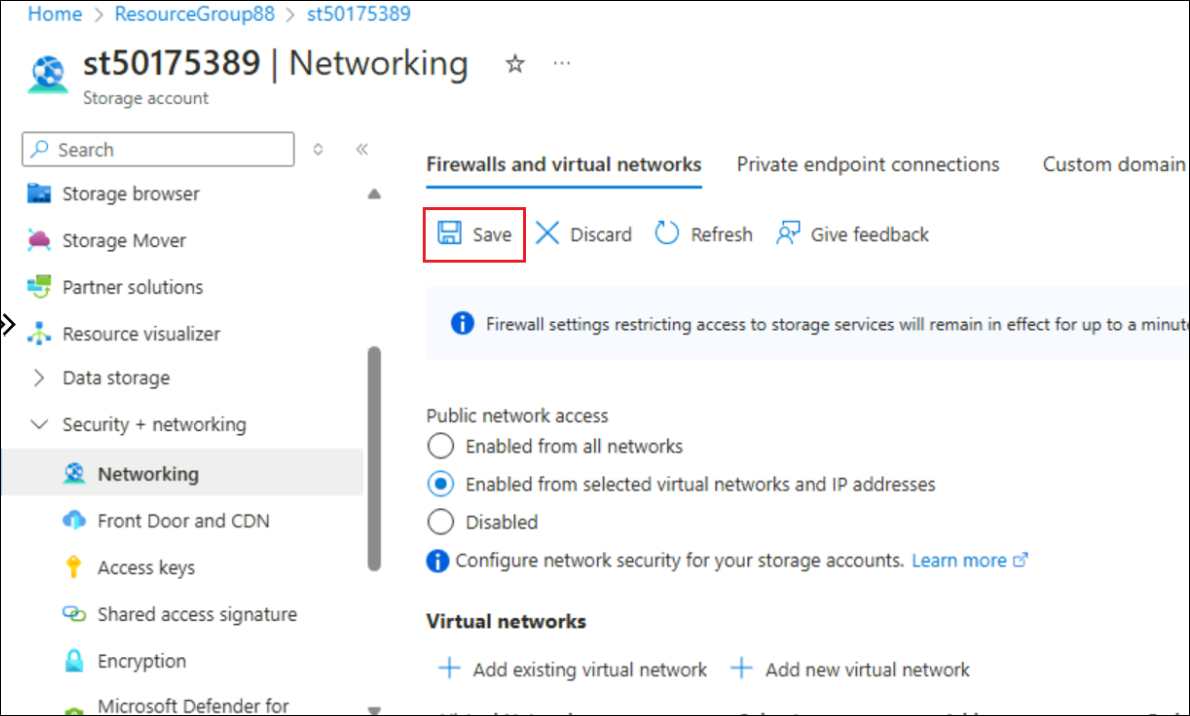 Home > ResourceGroup88 > st50175389
st50175389 | Networking
Storage account
Search
Storage browser
Storage Mover
Partner solutions
Resource visualizer
Data storage
Security + networking
Networking
Front Door and CDN
Access keys
Shared access signature
Encryption
Microsoft Defender for
Firewalls and virtual networks Private endpoint connections Custom domain
Save Discard Refresh Give feedback
Firewall settings restricting access to storage services will remain in effect for up to a minute
Public network access
Enabled from all networks
Enabled from selected virtual networks and IP addresses
Disabled
Configure network security for your storage accounts. Learn more
Virtual networks
Add existing virtual network Add new virtual network